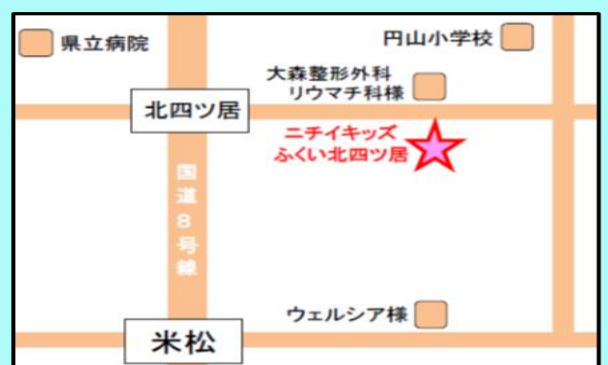 県立病院
円山小学校
大森整形外科
リウマチ科様
北四ツ居
ニチイキッズ
ふくい北四ツ居
国道8号線
ウェルシア様
米松